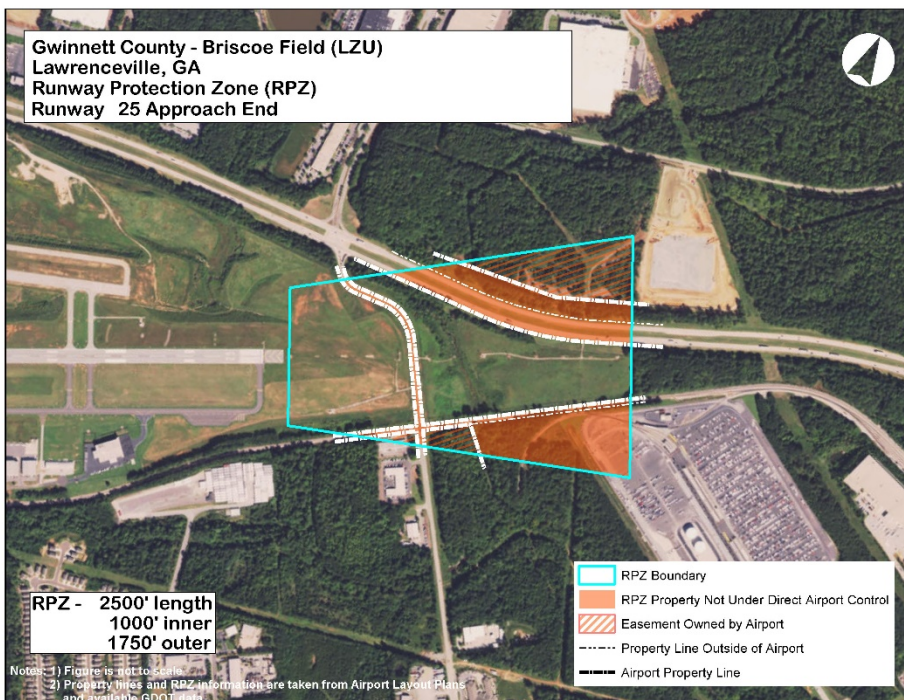 Gwinnett County - Briscoe Field (LZU)
Lawrenceville, GA
Runway Protection Zone (RPZ)
Runway 25 Approach End
RPZ Boundary
RPZ Property Not Under Direct Airport Control
Easement Owned by Airport
Property Line Outside of Airport
Airport Property Line
RPZ - 2500' length
1000' inner
1750' outer
Notes: 1) Figure is not to scale
2) Property lines and RPZ information are taken from Airport Layout Plans
and available GDOT data